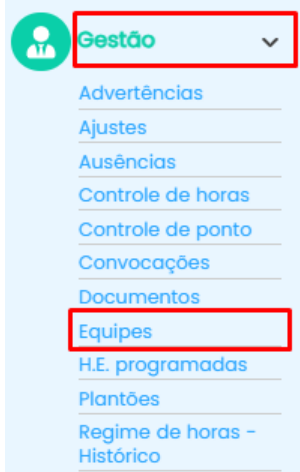 Gestão
Advertências
Ajustes
Ausências
Controle de horas
Controle de ponto
Convocações
Documentos
Equipes
H.E. programadas
Plantões
Regime de horas -
Histórico